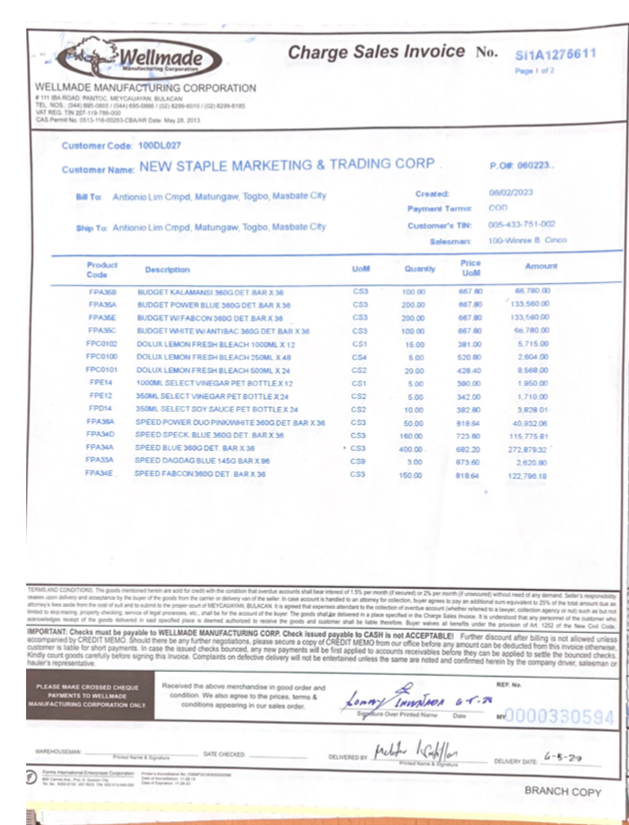 Wellmade
Manufacturing Corporation
Charge Sales Invoice No. SI1A1275611
Page 1 of 2
WELLMADE MANUFACTURING CORPORATION
# 111 IBA ROAD, PANTOC, MEYCAUAYAN, BULACAN
TEL. NOS.: (044) 695-0865 / (044) 695-0866 / (02) 8299-6010 / (02) 8299-6185
VAT REG. TIN 207-119-786-000
CAS Permit No. 0513-116-00263-CBA/AR Date: May 28, 2013
Customer Code: 100DL027
Customer Name: NEW STAPLE MARKETING & TRADING CORP . P.O#: 060223..
Bill To: Antionio Lim Cmpd, Matungaw, Togbo, Masbate City Created: 06/02/2023
Payment Terms: COD
Ship To: Antionio Lim Cmpd, Matungaw, Togbo, Masbate City Customer's TIN: 005-433-751-002
Salesman: 100-Winnie B. Cinco
Product Code Description UoM Quantity Price UoM Amount
FPA36B BUDGET KALAMANSI 360G DET. BAR X 36 CS3 100.00 667.80 66,780.00
FPA36A BUDGET POWER BLUE 360G DET. BAR X 36 CS3 200.00 667.80 133,560.00
FPA36E BUDGET W/FABCON 360G DET. BAR X 36 CS3 200.00 667.80 133,560.00
FPA36C BUDGET WHITE W/ANTIBAC 360G DET. BAR X 36 CS3 100.00 667.80 66,780.00
FPC0102 DOLUX LEMON FRESH BLEACH 1000ML X 12 CS1 15.00 381.00 5,715.00
FPC0100 DOLUX LEMON FRESH BLEACH 250ML X 48 CS4 5.00 520.80 2,604.00
FPC0101 DOLUX LEMON FRESH BLEACH 500ML X 24 CS2 20.00 428.40 8,568.00
FPE14 1000ML SELECT VINEGAR PET BOTTLE X 12 CS1 5.00 390.00 1,950.00
FPE12 350ML SELECT VINEGAR PET BOTTLE X 24 CS2 5.00 342.00 1,710.00
FPD14 350ML SELECT SOY SAUCE PET BOTTLE X 24 CS2 10.00 382.80 3,828.01
FPA36A SPEED POWER DUO PINK/WHITE 360G DET. BAR X 36 CS3 50.00 818.64 40,932.06
FPA34D SPEED SPECK. BLUE 360G DET. BAR X 36 CS3 160.00 723.60 115,775.81
FPA34A SPEED BLUE 360G DET. BAR X 36 CS3 400.00 682.20 272,879.32
FPA33A SPEED DAGDAG BLUE 145G BAR X 96 CS9 3.00 873.60 2,620.80
FPA34E SPEED FABCON 360G DET. BAR X 36 CS3 150.00 818.64 122,796.18
TERMS AND CONDITIONS: The goods mentioned herein are sold for credit with the condition that overdue accounts shall bear interest of 1.5% per month (if secured) or 2% per month (if unsecured) without need of any demand. Seller's responsibility
ceases upon delivery and acceptance by the buyer of the goods from the carrier or delivery van of the seller. In case account is handled to an attorney for collection, buyer agrees to pay an additional sum equivalent to 25% of the total amount due as
attorney's fees aside from the cost of suit and to submit to the proper court of MEYCAUAYAN, BULACAN. It is agreed that expenses attendant to the collection of overdue account (whether referred to a lawyer, collection agency or not) such as but not
limited to skip-tracing, property checking, service of legal processes, etc., shall be for the account of the buyer. The goods shall be delivered in a place specified in the Charge Sales Invoice. It is understood that any personnel of the customer who
acknowledges receipt of the goods delivered in said specified place is deemed authorized to receive the goods and customer shall be liable therefore. Buyer waives all benefits under the provision of Art. 1252 of the New Civil Code.
IMPORTANT: Checks must be payable to WELLMADE MANUFACTURING CORP. Check issued payable to CASH is not ACCEPTABLE! Further discount after billing is not allowed unless
accompanied by CREDIT MEMO. Should there be any further negotiations, please secure a copy of CREDIT MEMO from our office before any amount can be deducted from this invoice otherwise,
customer is liable for short payments. In case the issued checks bounced, any new payments will be first applied to accounts receivables before they can be applied to settle the bounced checks.
Kindly count goods carefully before signing this Invoice. Complaints on defective delivery will not be entertained unless the same are noted and confirmed herein by the company driver, salesman or
hauler's representative.
PLEASE MAKE CROSSED CHEQUE
PAYMENTS TO WELLMADE
MANUFACTURING CORPORATION ONLY.
Received the above merchandise in good order and
condition. We also agree to the prices, terms &
conditions appearing in our sales order.
Signature Over Printed Name Date
REF. No.
MY 0000330594
WAREHOUSEMAN: Printed Name & Signature DATE CHECKED: DELIVERED BY Printed Name & Signature DELIVERY DATE: 6-5-23
Forms International Enterprises Corporation
BRANCH COPY